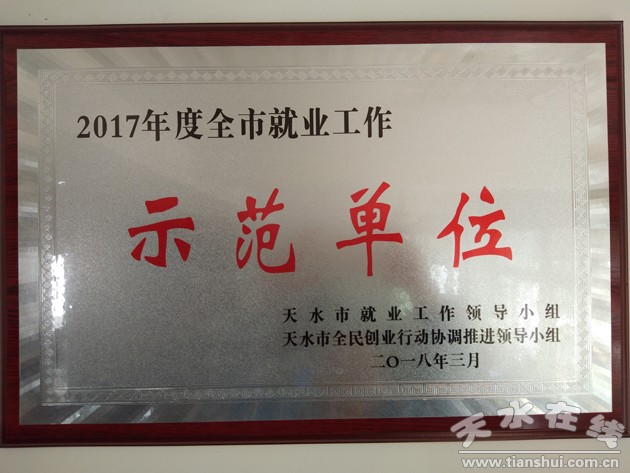 2017年度全市就业工作
示范单位
天水市就业工作领导小组
天水市全民创业行动协调推进领导小组
二〇一八年三月
天水在线
www.tianshui.com.cn